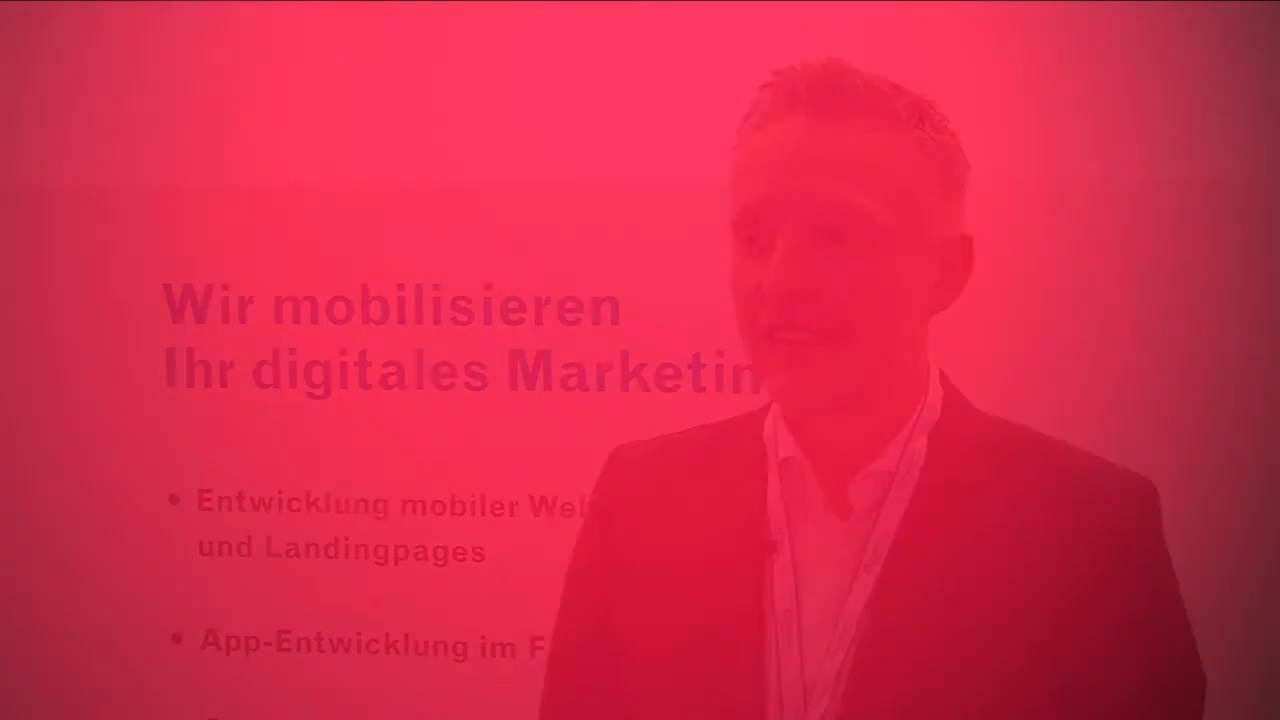 Wir mobilisieren
Ihr digitales Marketin
• Entwicklung mobiler Web
und Landingpages
• App-Entwicklung im F